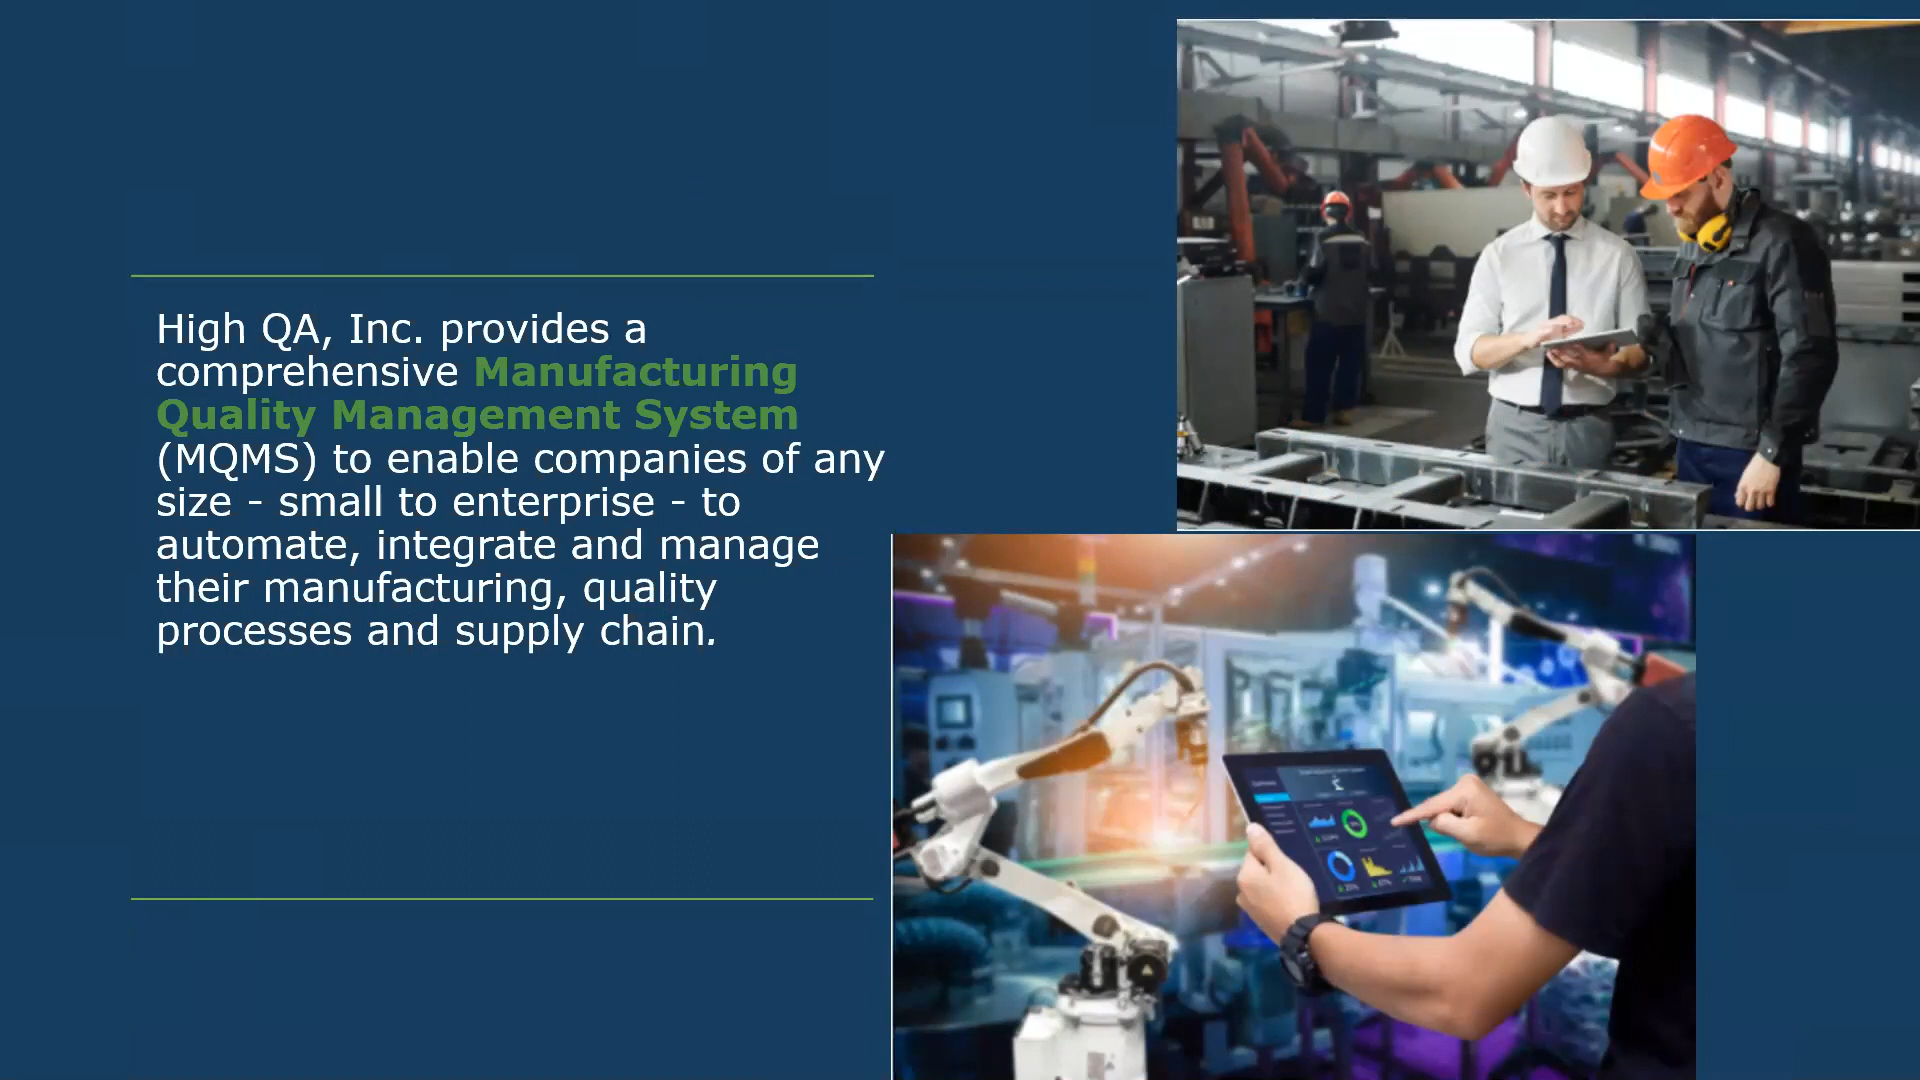 High QA, Inc. provides a
comprehensive Manufacturing
Quality Management System
(MQMS) to enable companies of any
size - small to enterprise - to
automate, integrate and manage
their manufacturing, quality
processes and supply chain.